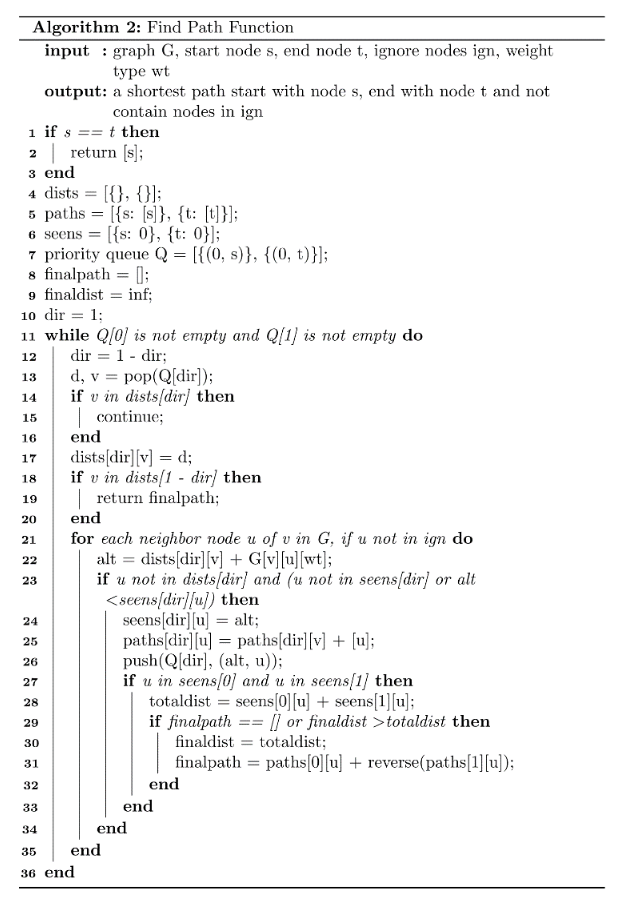 Algorithm 2: Find Path Function
input : graph G, start node s, end node t, ignore nodes ign, weight
type wt
output: a shortest path start with node s, end with node t and not
contain nodes in ign
1 if s == t then
2 return [s];
3 end
4 dists = [{}, {}];
5 paths = [{s: [s]}, {t: [t]}];
6 seens = [{s: 0}, {t: 0}];
7 priority queue Q = [{(0, s)}, {(0, t)}];
8 finalpath = [];
9 finaldist = inf;
10 dir = 1;
11 while Q[0] is not empty and Q[1] is not empty do
12 dir = 1 - dir;
13 d, v = pop(Q[dir]);
14 if v in dists[dir] then
15 continue;
16 end
17 dists[dir][v] = d;
18 if v in dists[1 - dir] then
19 return finalpath;
20 end
21 for each neighbor node u of v in G, if u not in ign do
22 alt = dists[dir][v] + G[v][u][wt];
23 if u not in dists[dir] and (u not in seens[dir] or alt
<seens[dir][u]) then
24 seens[dir][u] = alt;
25 paths[dir][u] = paths[dir][v] + [u];
26 push(Q[dir], (alt, u));
27 if u in seens[0] and u in seens[1] then
28 totaldist = seens[0][u] + seens[1][u];
29 if finalpath == [] or finaldist >totaldist then
30 finaldist = totaldist;
31 finalpath = paths[0][u] + reverse(paths[1][u]);
32 end
33 end
34 end
35 end
36 end